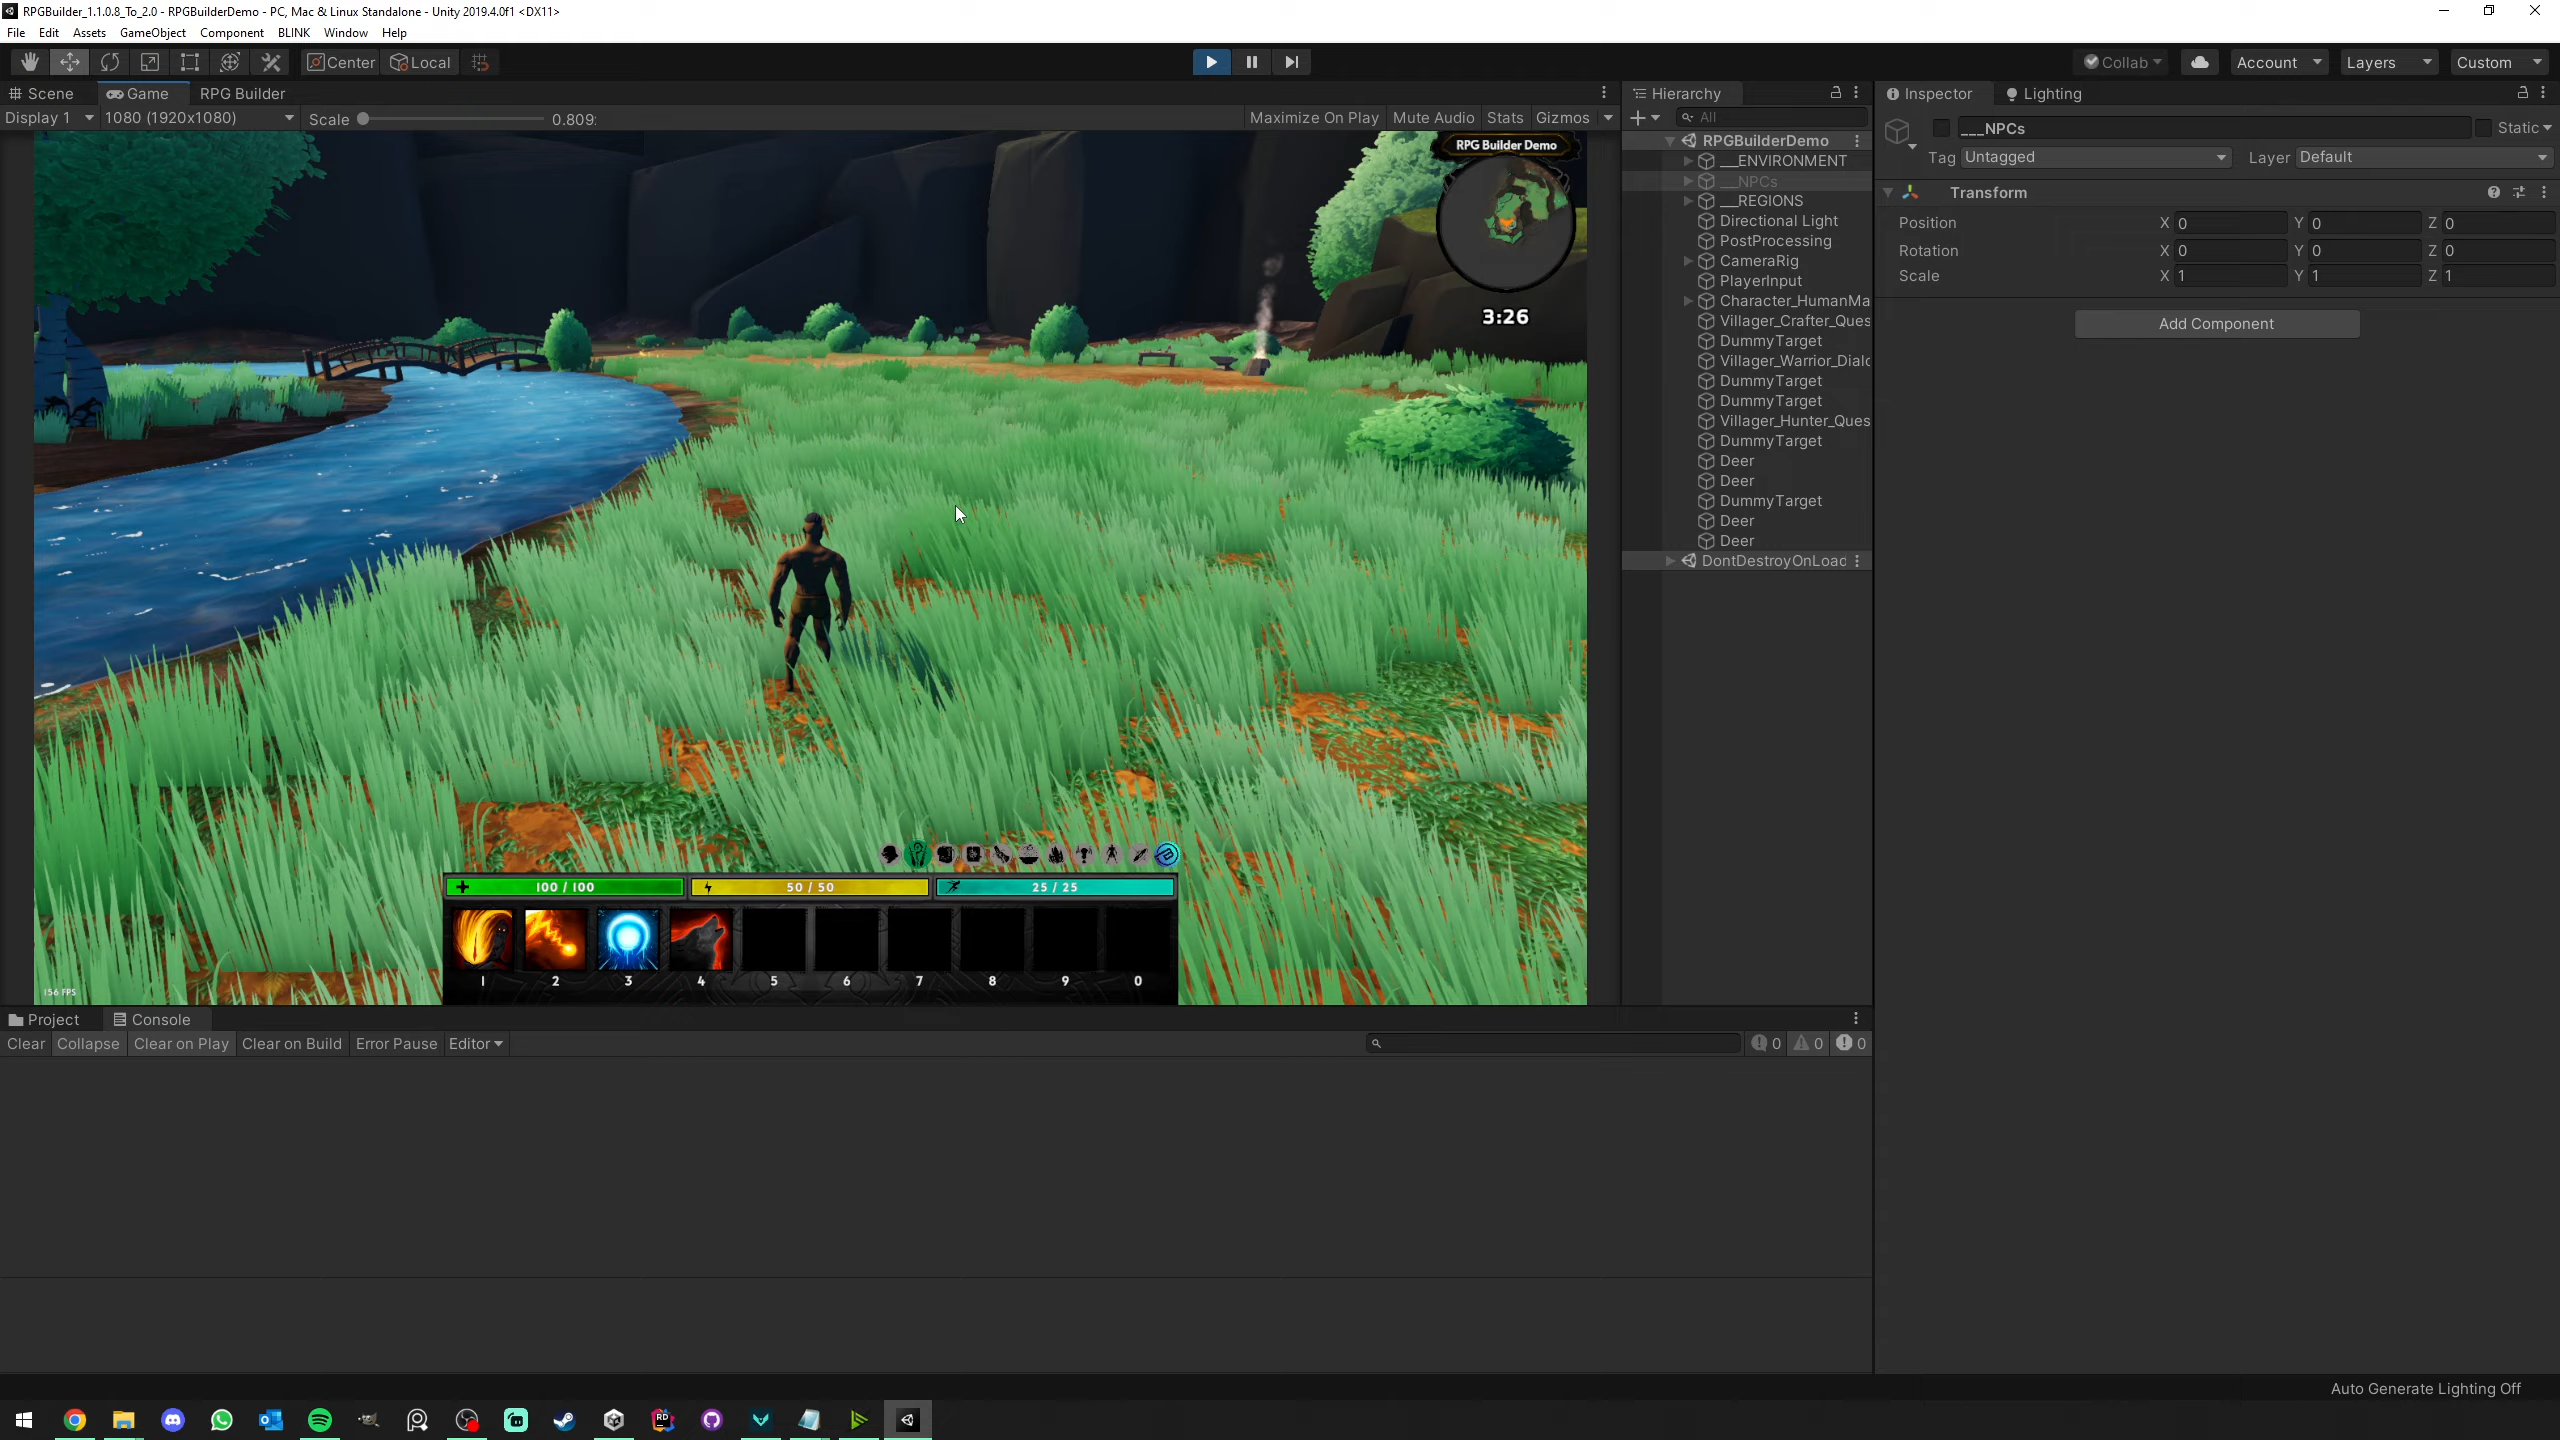 RPGBuilder_1.1.0.8_To_2.0 - RPGBuilderDemo - PC, Mac & Linux Standalone - Unity 2019.4.0f1 <DX11>
File Edit Assets GameObject Component BLINK Window Help
Center Local
Collab Account Layers Custom
Scene Game RPG Builder
Display 1 1080 (1920x1080) Scale 0.809:
Maximize On Play Mute Audio Stats Gizmos
RPG Builder Demo
3:26
100 / 100 50 / 50 25 / 25
1 2 3 4 5 6 7 8 9 0
156 FPS
Hierarchy
All
RPGBuilderDemo
___ENVIRONMENT
___NPCs
___REGIONS
Directional Light
PostProcessing
CameraRig
PlayerInput
Character_HumanMa
Villager_Crafter_Ques
DummyTarget
Villager_Warrior_Dialo
DummyTarget
DummyTarget
Villager_Hunter_Ques
DummyTarget
Deer
Deer
DummyTarget
Deer
Deer
DontDestroyOnLoad
Inspector Lighting
___NPCs Static
Tag Untagged Layer Default
Transform
Position X 0 Y 0 Z 0
Rotation X 0 Y 0 Z 0
Scale X 1 Y 1 Z 1
Add Component
Project Console
Clear Collapse Clear on Play Clear on Build Error Pause Editor
0 0 0
Auto Generate Lighting Off